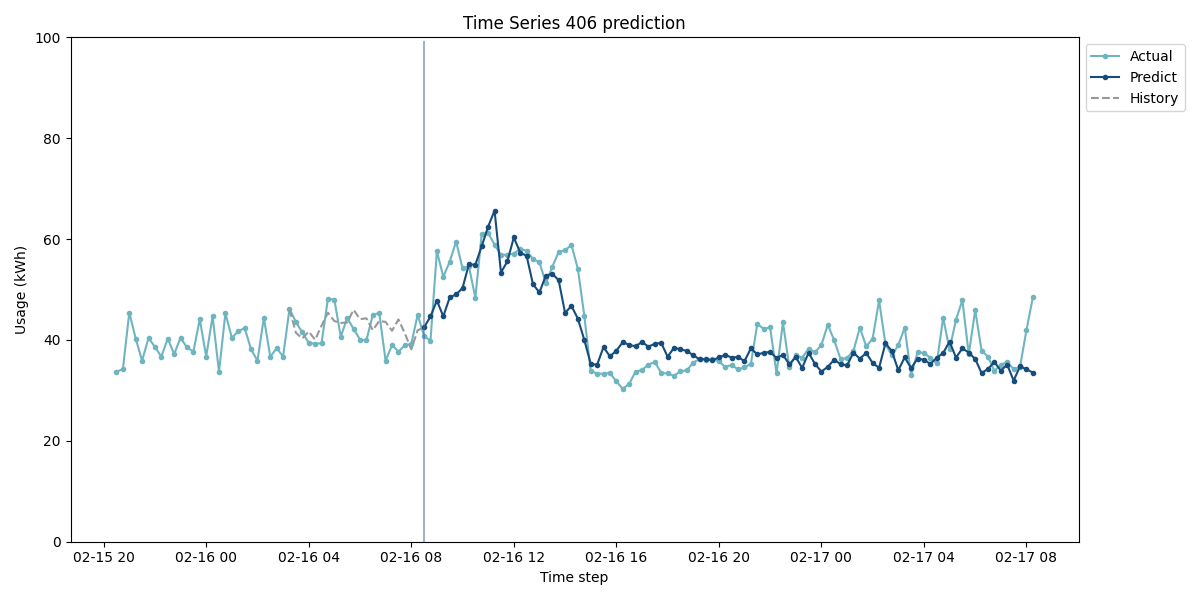 Time Series 406 prediction
100
80
60
40
20
0
Usage (kWh)
02-15 20
02-16 00
02-16 04
02-16 08
02-16 12
02-16 16
02-16 20
02-17 00
02-17 04
02-17 08
Time step
Actual
Predict
History